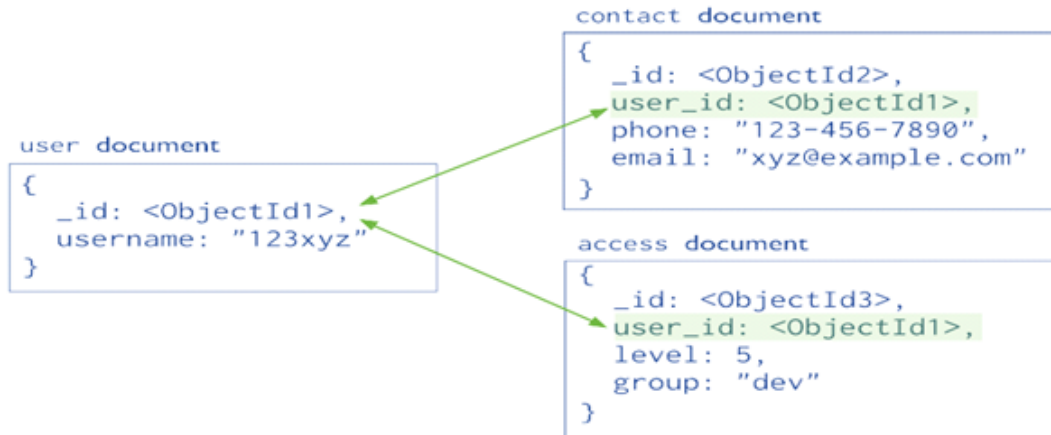 contact document
{
_id: <ObjectId2>,
user_id: <ObjectId1>,
phone: "123-456-7890",
email: "xyz@example.com"
}
user document
{
_id: <ObjectId1>,
username: "123xyz"
}
access document
{
_id: <ObjectId3>,
user_id: <ObjectId1>,
level: 5,
group: "dev"
}